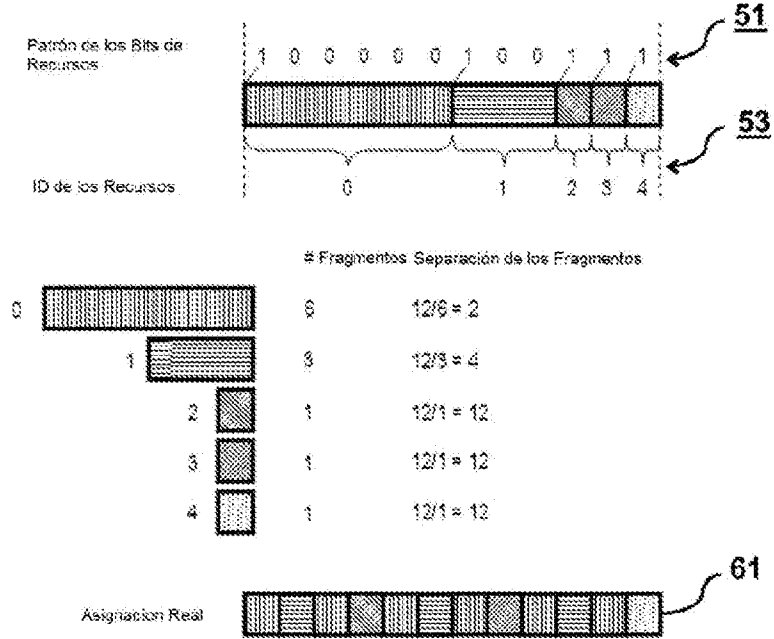 51
Patrón de los Bits de
Recursos
1 0 0 0 0 0 1 0 0 1 1 1
53
ID de los Recursos
0 1 2 3 4
# Fragmentos Separación de los Fragmentos
0 6 12/6 = 2
1 3 12/3 = 4
2 1 12/1 = 12
3 1 12/1 = 12
4 1 12/1 = 12
Asignacion Real
61